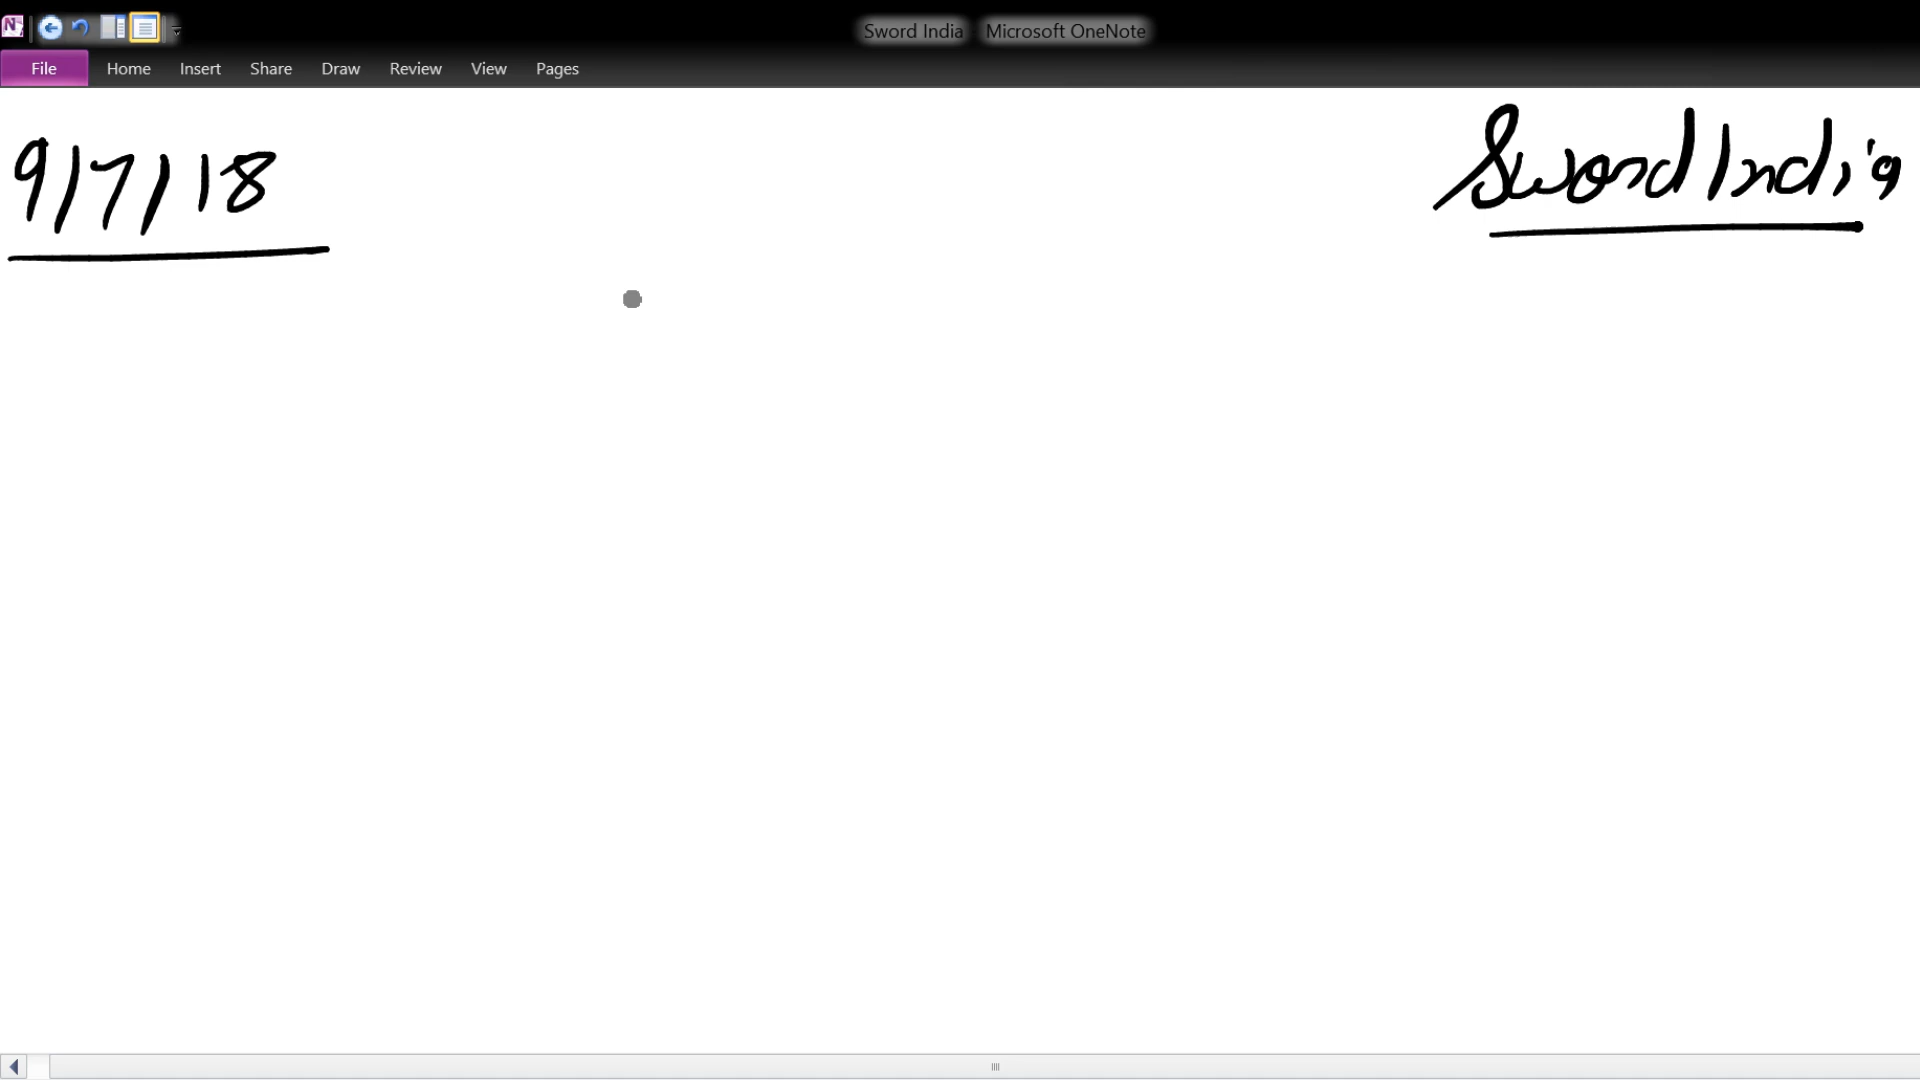 Sword India Microsoft OneNote
File Home Insert Share Draw Review View Pages
9/7/18
Sword India